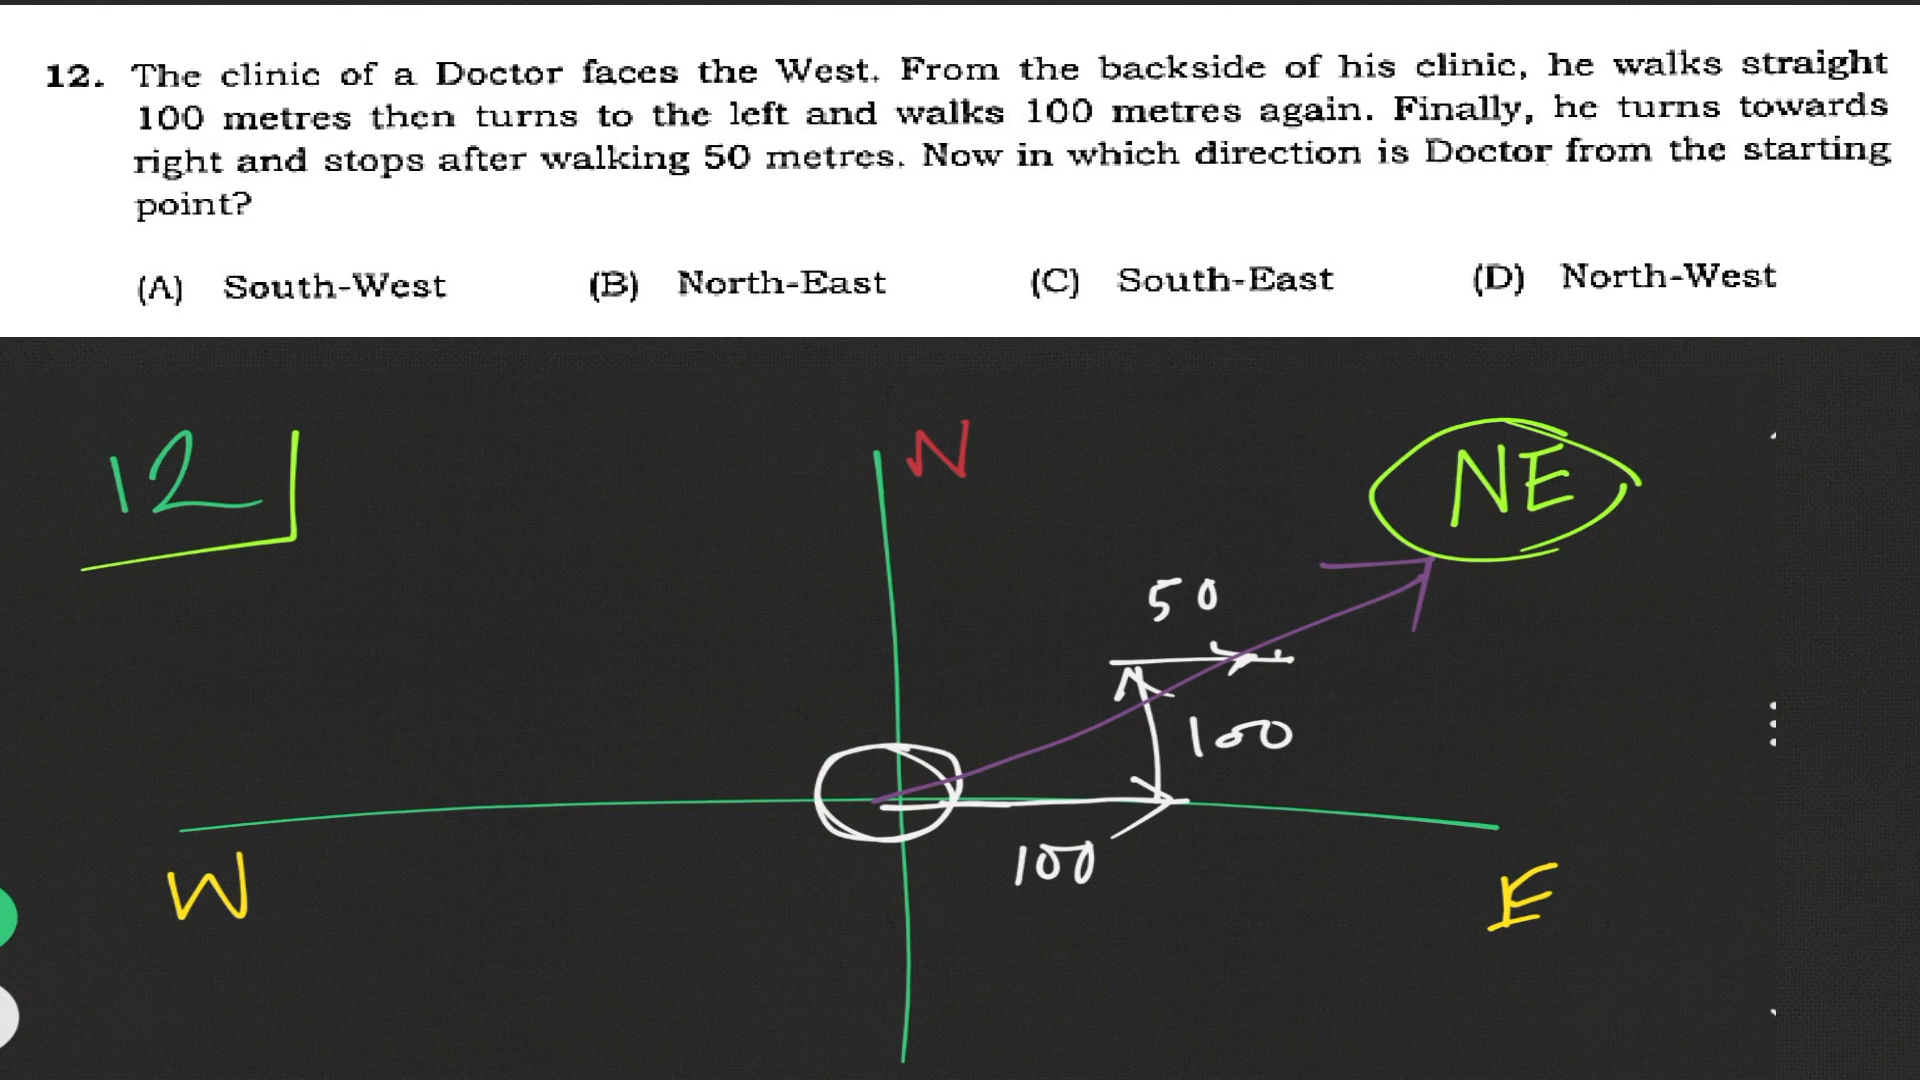 12. The clinic of a Doctor faces the West. From the backside of his clinic, he walks straight
100 metres then turns to the left and walks 100 metres again. Finally, he turns towards
right and stops after walking 50 metres. Now in which direction is Doctor from the starting
point?
(A) South-West (B) North-East (C) South-East (D) North-West
12
N
NE
50
100
100
W
E